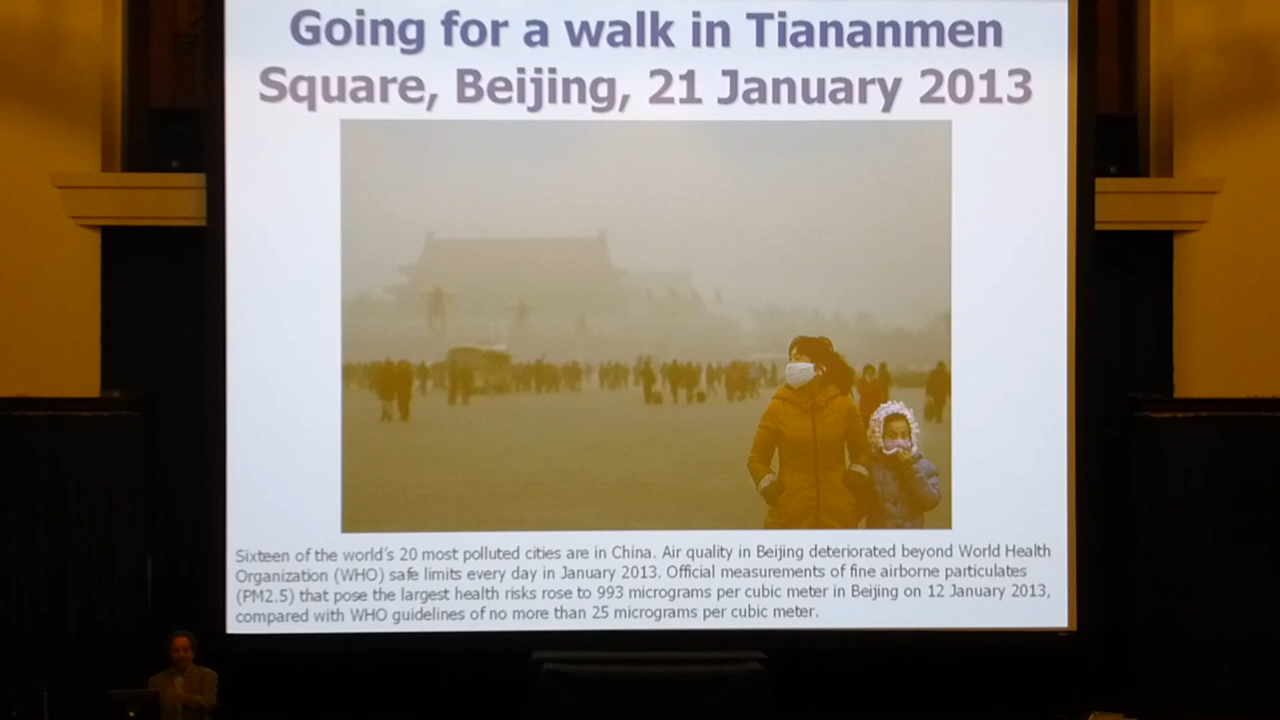 Going for a walk in Tiananmen
Square, Beijing, 21 January 2013
Sixteen of the world's 20 most polluted cities are in China. Air quality in Beijing deteriorated beyond World Health
Organization (WHO) safe limits every day in January 2013. Official measurements of fine airborne particulates
(PM2.5) that pose the largest health risks rose to 993 micrograms per cubic meter in Beijing on 12 January 2013,
compared with WHO guidelines of no more than 25 micrograms per cubic meter.